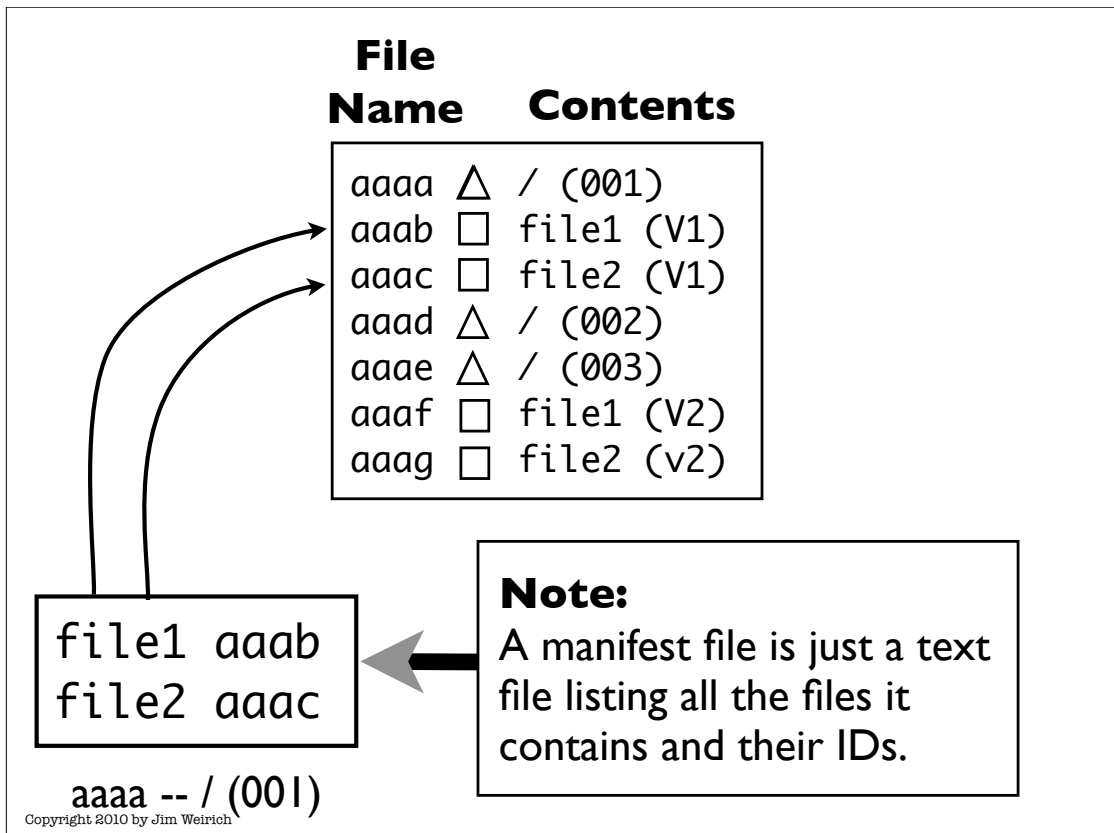 File
Name Contents
aaaa △ / (001)
aaab □ file1 (V1)
aaac □ file2 (V1)
aaad △ / (002)
aaae △ / (003)
aaaf □ file1 (V2)
aaag □ file2 (v2)
file1 aaab
file2 aaac
aaaa -- / (001)
Note:
A manifest file is just a text
file listing all the files it
contains and their IDs.
Copyright 2010 by Jim Weirich